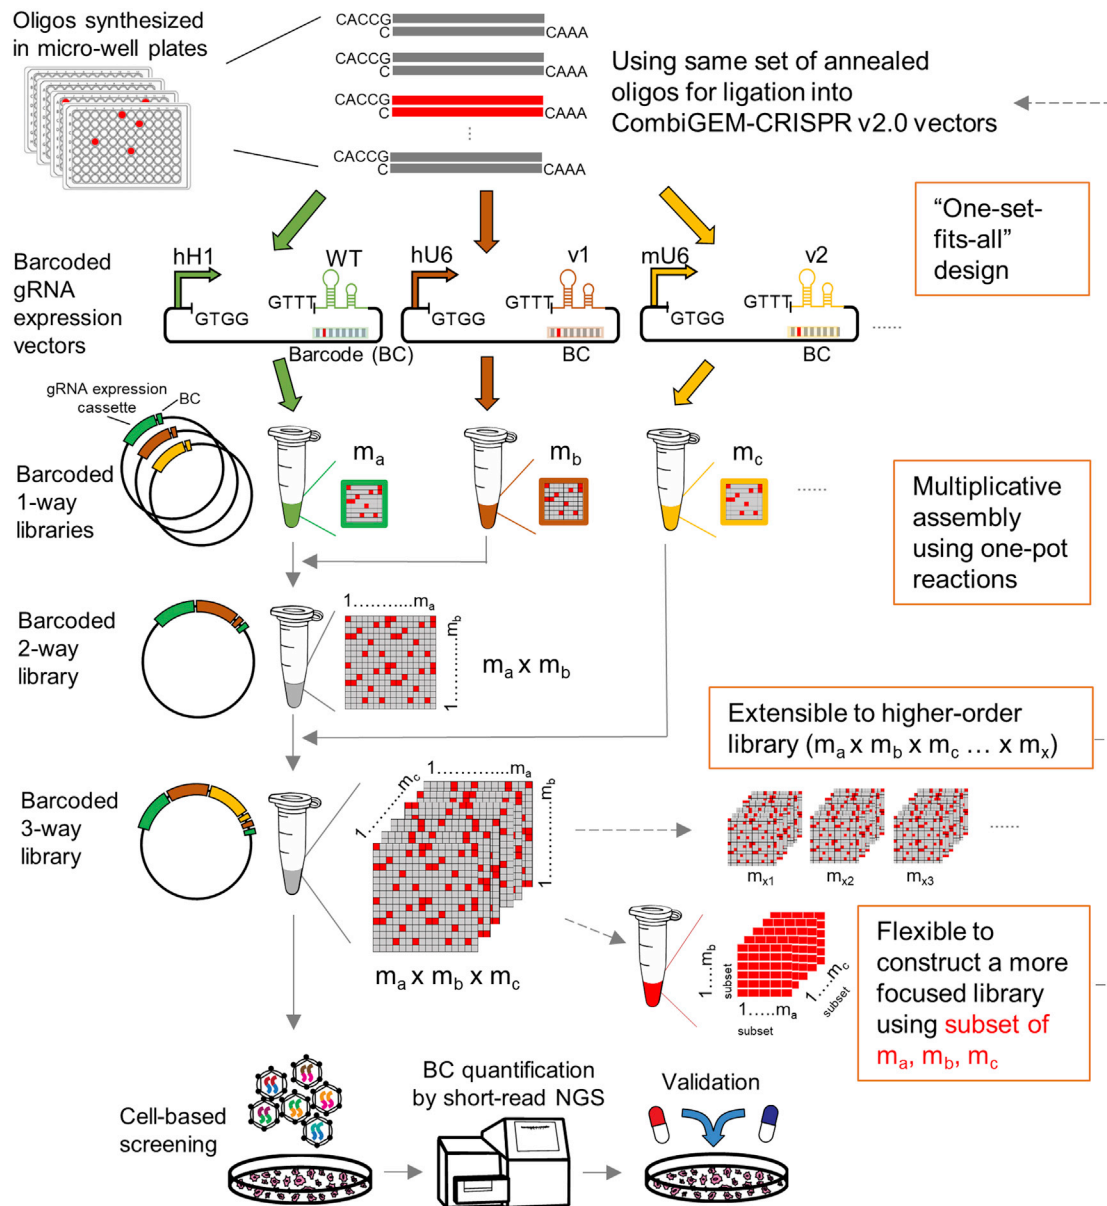 Oligos synthesized
in micro-well plates
CACCG
C
CAAA
CACCG
C
CAAA
CACCG
C
CAAA
CACCG
C
CAAA
Using same set of annealed
oligos for ligation into
CombiGEM-CRISPR v2.0 vectors
“One-set-
fits-all”
design
Barcoded
gRNA
expression
vectors
hH1
WT
GTTT
GTGG
Barcode (BC)
hU6
v1
GTTT
GTGG
BC
mU6
v2
GTTT
GTGG
BC
gRNA expression
cassette
BC
Barcoded
1-way
libraries
ma
mb
mc
Multiplicative
assembly
using one-pot
reactions
Barcoded
2-way
library
1...........ma
1..........mb
ma x mb
Extensible to higher-order
library (ma x mb x mc ... x mx)
Barcoded
3-way
library
1.............ma
1........mc
1............mb
ma x mb x mc
mx1
mx2
mx3
1....mb
subset
1.....ma
subset
1....mc
subset
Flexible to
construct a more
focused library
using subset of
ma, mb, mc
Cell-based
screening
BC quantification
by short-read NGS
Validation